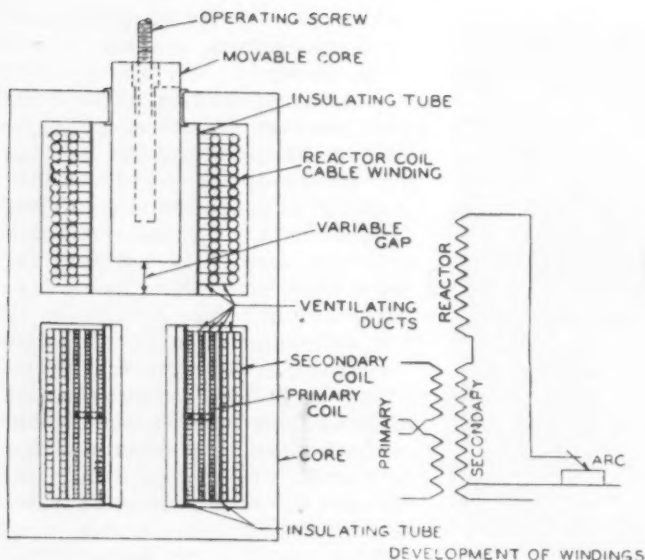 OPERATING SCREW
MOVABLE CORE
INSULATING TUBE
REACTOR COIL
CABLE WINDING
VARIABLE
GAP
VENTILATING
DUCTS
SECONDARY
COIL
PRIMARY
COIL
CORE
INSULATING TUBE
REACTOR
PRIMARY
SECONDARY
ARC
DEVELOPMENT OF WINDINGS